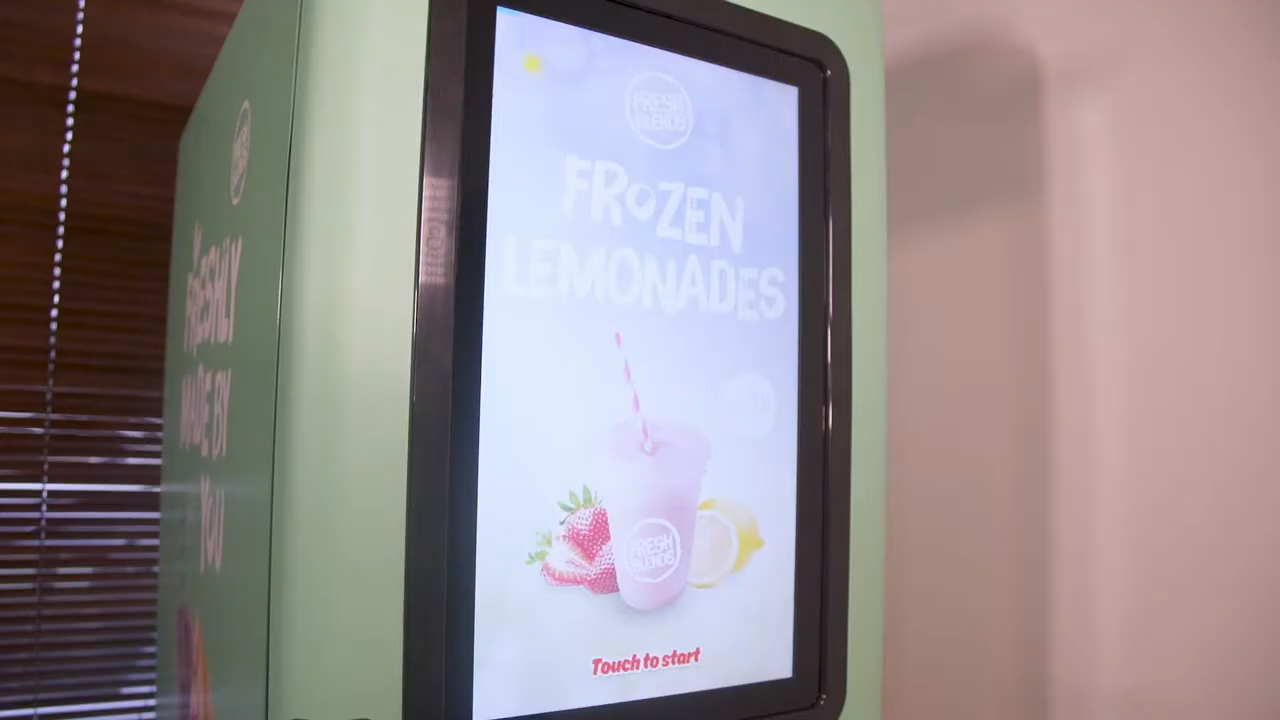 FRESH
BLENDS
FROZEN
LEMONADES
FRESH
BLENDS
Touch to start
FRESHLY
MADE BY
YOU